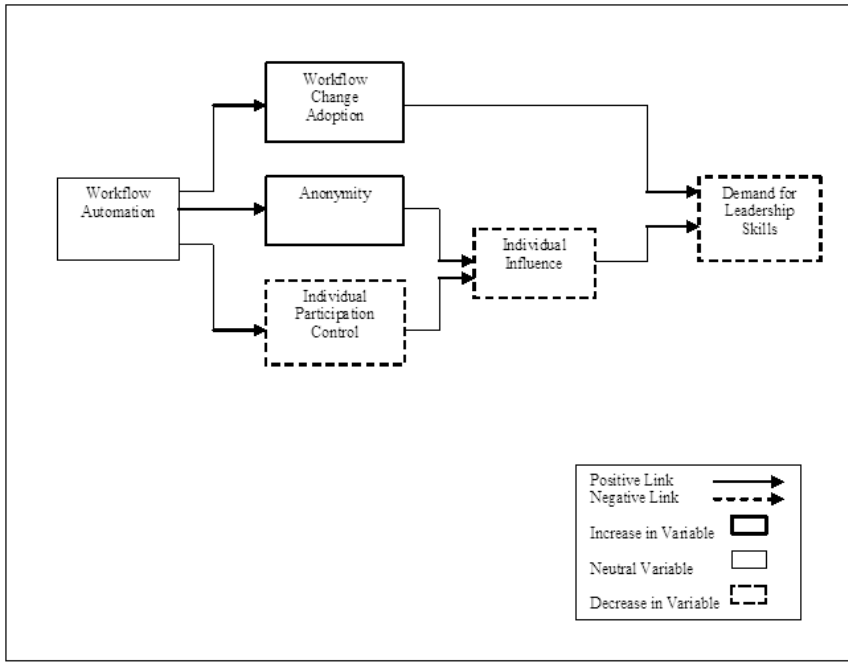 Workflow
Change
Adoption
Workflow
Automation
Anonymity
Demand for
Leadership
Skills
Individual
Influence
Individual
Participation
Control
Positive Link
Negative Link
Increase in Variable
Neutral Variable
Decrease in Variable